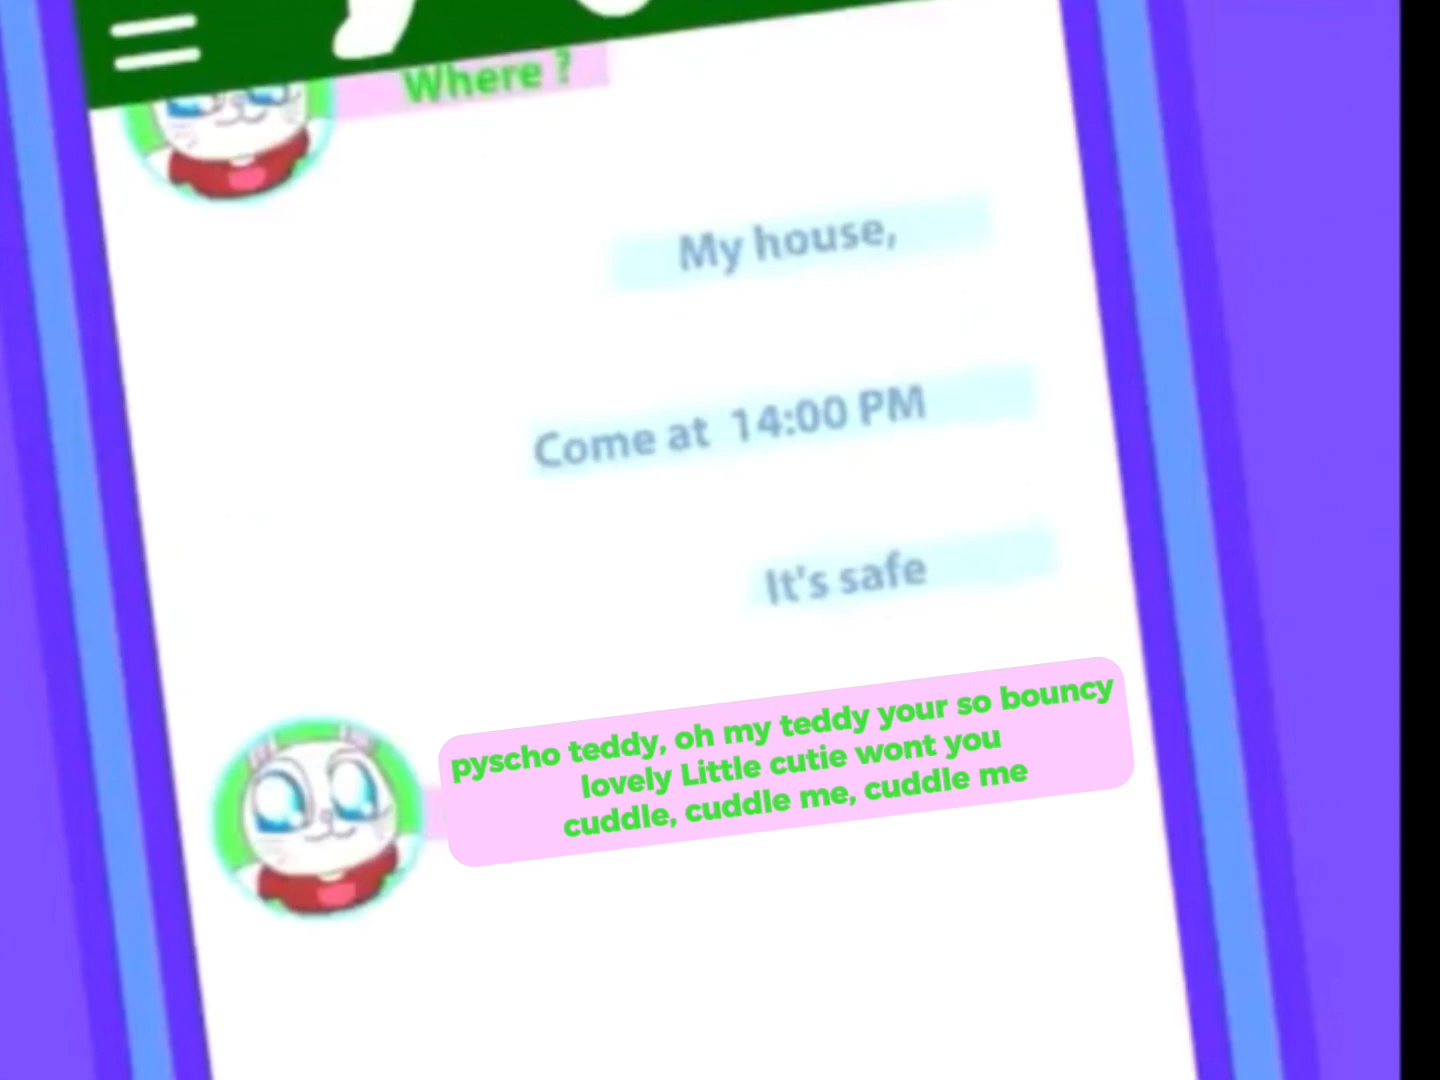 Where ?
My house,
Come at 14:00 PM
It's safe
pyscho teddy, oh my teddy your so bouncy
lovely Little cutie wont you
cuddle, cuddle me, cuddle me